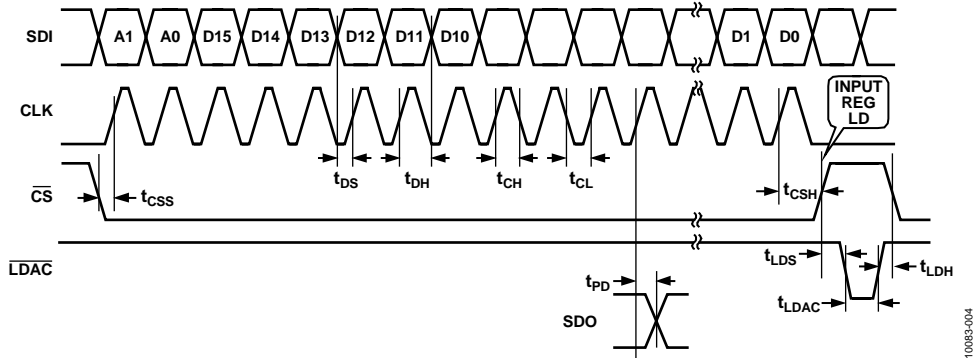 SDI A1 A0 D15 D14 D13 D12 D11 D10 D1 D0
CLK
INPUT
REG
LD
tDS tDH tCH tCL
CS tCSS tCSH
LDAC
tLDS tLDH
tPD
tLDAC
SDO
10083-004